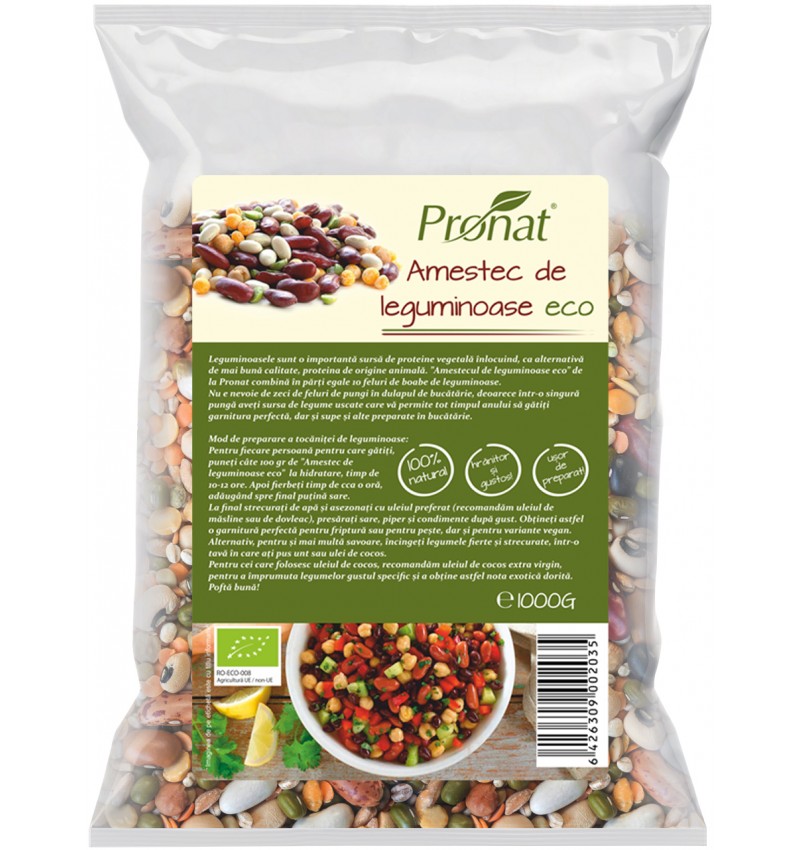 Pronat®
Amestec de
leguminoase eco
Leguminoasele sunt o importantă sursă de proteine vegetală înlocuind, ca alternativă
de mai bună calitate, proteina de origine animală. "Amestecul de leguminoase eco" de
la Pronat combină în părți egale 10 feluri de boabe de leguminoase.
Nu e nevoie de zeci de feluri de pungi în dulapul de bucătărie, deoarece într-o singură
pungă aveți sursa de legume uscate care vă permite tot timpul anului să gătiți
garnitura perfectă, dar și supe și alte preparate în bucătărie.
Mod de preparare a tocăniței de leguminoase:
Pentru fiecare persoană pentru care gătiți,
puneți câte 100 gr de "Amestec de
leguminoase eco" la hidratare, timp de
10-12 ore. Apoi fierbeți timp de cca o oră,
adăugând spre final puțină sare.
100%
natural
hrănitor
și
gustos!
ușor
de
preparat!
La final strecurați de apă și asezonați cu uleiul preferat (recomandăm uleiul de
măsline sau de dovleac), presărați sare, piper și condimente după gust. Obțineți astfel
o garnitură perfectă pentru friptură sau pentru pește, dar și pentru variante vegan.
Alternativ, pentru și mai multă savoare, încingeți legumele fierte și strecurate, într-o
tavă în care ați pus unt sau ulei de cocos.
Pentru cei care folosesc uleiul de cocos, recomandăm uleiul de cocos extra virgin,
pentru a împrumuta legumelor gustul specific și a obține astfel nota exotică dorită.
Poftă bună!
℮1000G
RO-ECO-008
Agricultură UE / non-UE
6 426309 002035